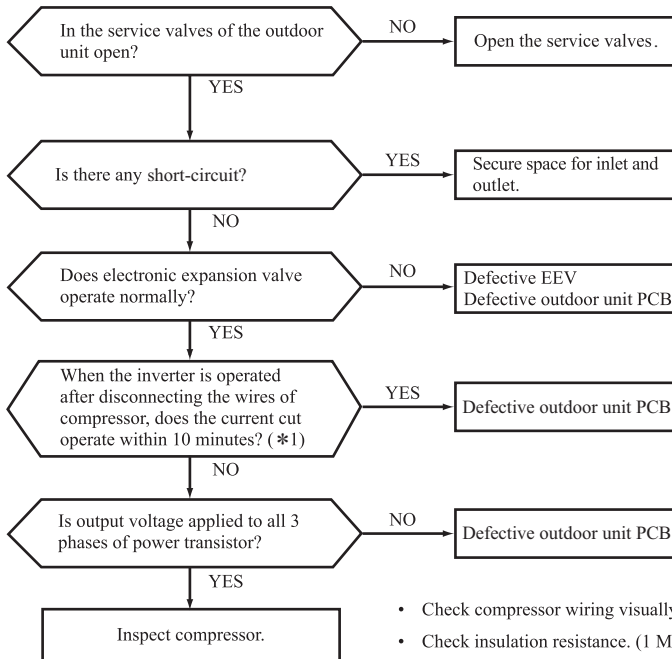 In the service valves of the outdoor
unit open?
NO
Open the service valves.
YES
Is there any short-circuit?
YES
Secure space for inlet and
outlet.
NO
Does electronic expansion valve
operate normally?
NO
Defective EEV
Defective outdoor unit PCB
YES
When the inverter is operated
after disconnecting the wires of
compressor, does the current cut
operate within 10 minutes? (*1)
YES
Defective outdoor unit PCB
NO
Is output voltage applied to all 3
phases of power transistor?
NO
Defective outdoor unit PCB
YES
Inspect compressor.
• Check compressor wiring visually
• Check insulation resistance. (1 M